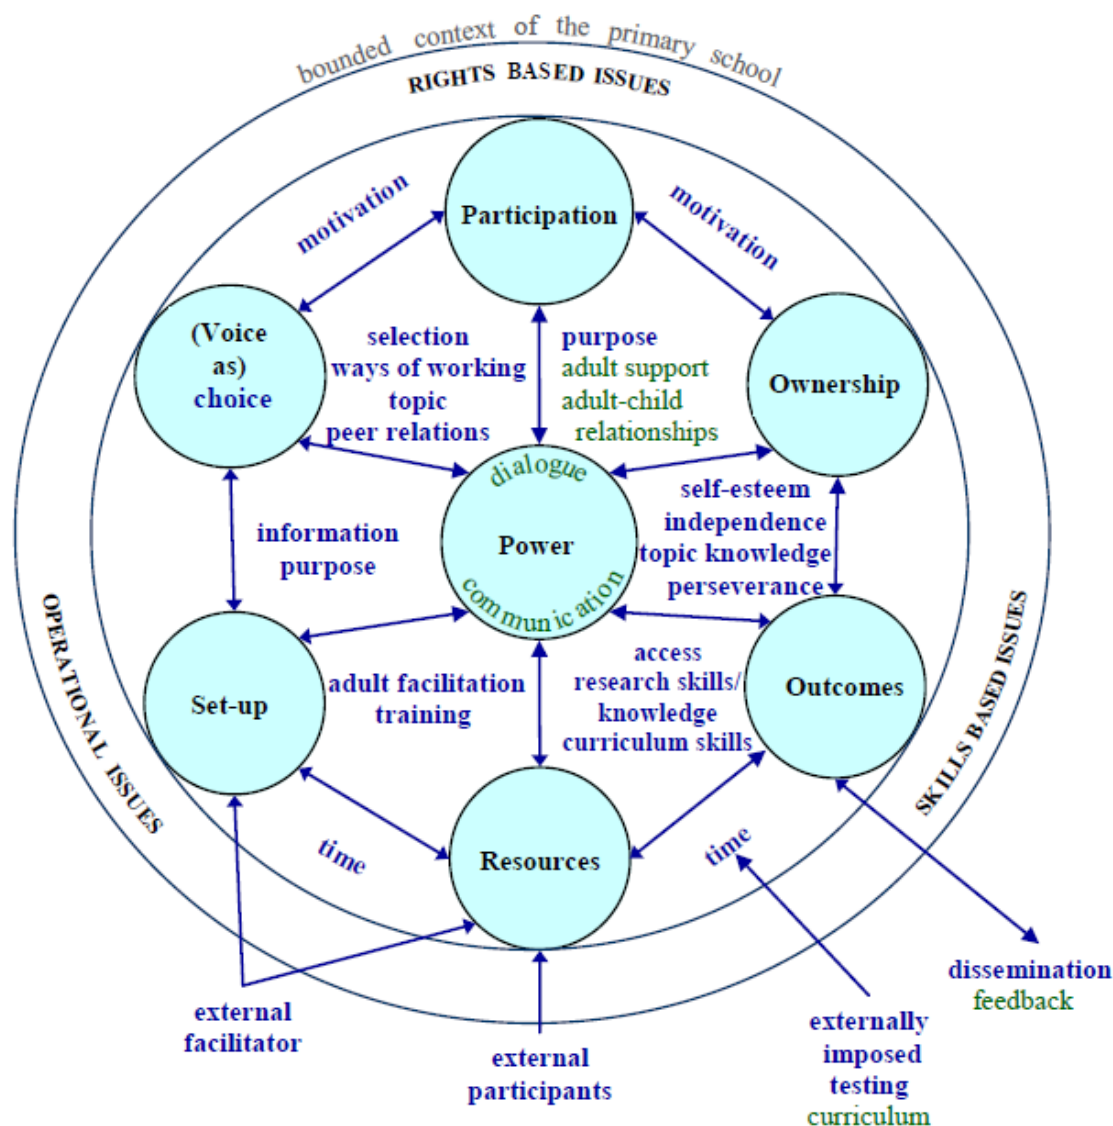 bounded context of the primary school
RIGHTS BASED ISSUES
motivation
Participation
motivation
(Voice
as)
choice
selection
ways of working
topic
peer relations
purpose
adult support
adult-child
relationships
Ownership
dialogue
Power
communication
self-esteem
independence
topic knowledge
perseverance
information
purpose
OPERATIONAL ISSUES
SKILLS BASED ISSUES
Set-up
adult facilitation
training
access
research skills/
knowledge
curriculum skills
Outcomes
time
Resources
time
external
facilitator
external
participants
externally
imposed
testing
curriculum
dissemination
feedback